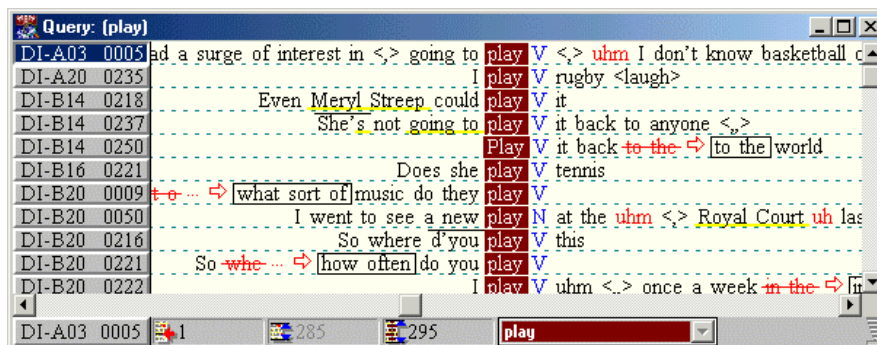 Query: (play)
DI-A03 0005 ad a surge of interest in <,> going to play V <,> uhm I don't know basketball
DI-A20 0235 I play V rugby <laugh>
DI-B14 0218 Even Meryl Streep could play V it
DI-B14 0237 She's not going to play V it back to anyone <,,>
DI-B14 0250 Play V it back to the ⇨ to the world
DI-B16 0221 Does she play V tennis
DI-B20 0009 t o ··· ⇨ what sort of music do they play V
DI-B20 0050 I went to see a new play N at the uhm <,> Royal Court uh las
DI-B20 0216 So where d'you play V this
DI-B20 0221 So whe ··· ⇨ how often do you play V
DI-B20 0222 I play V uhm <,,> once a week in the ⇨
DI-A03 0005 1 285 295 play